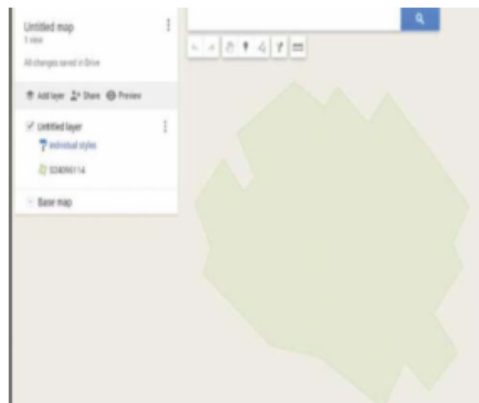 Untitled map
1 view
All changes saved in Drive
Add layer Share Preview
Untitled layer
Individual styles
Base map